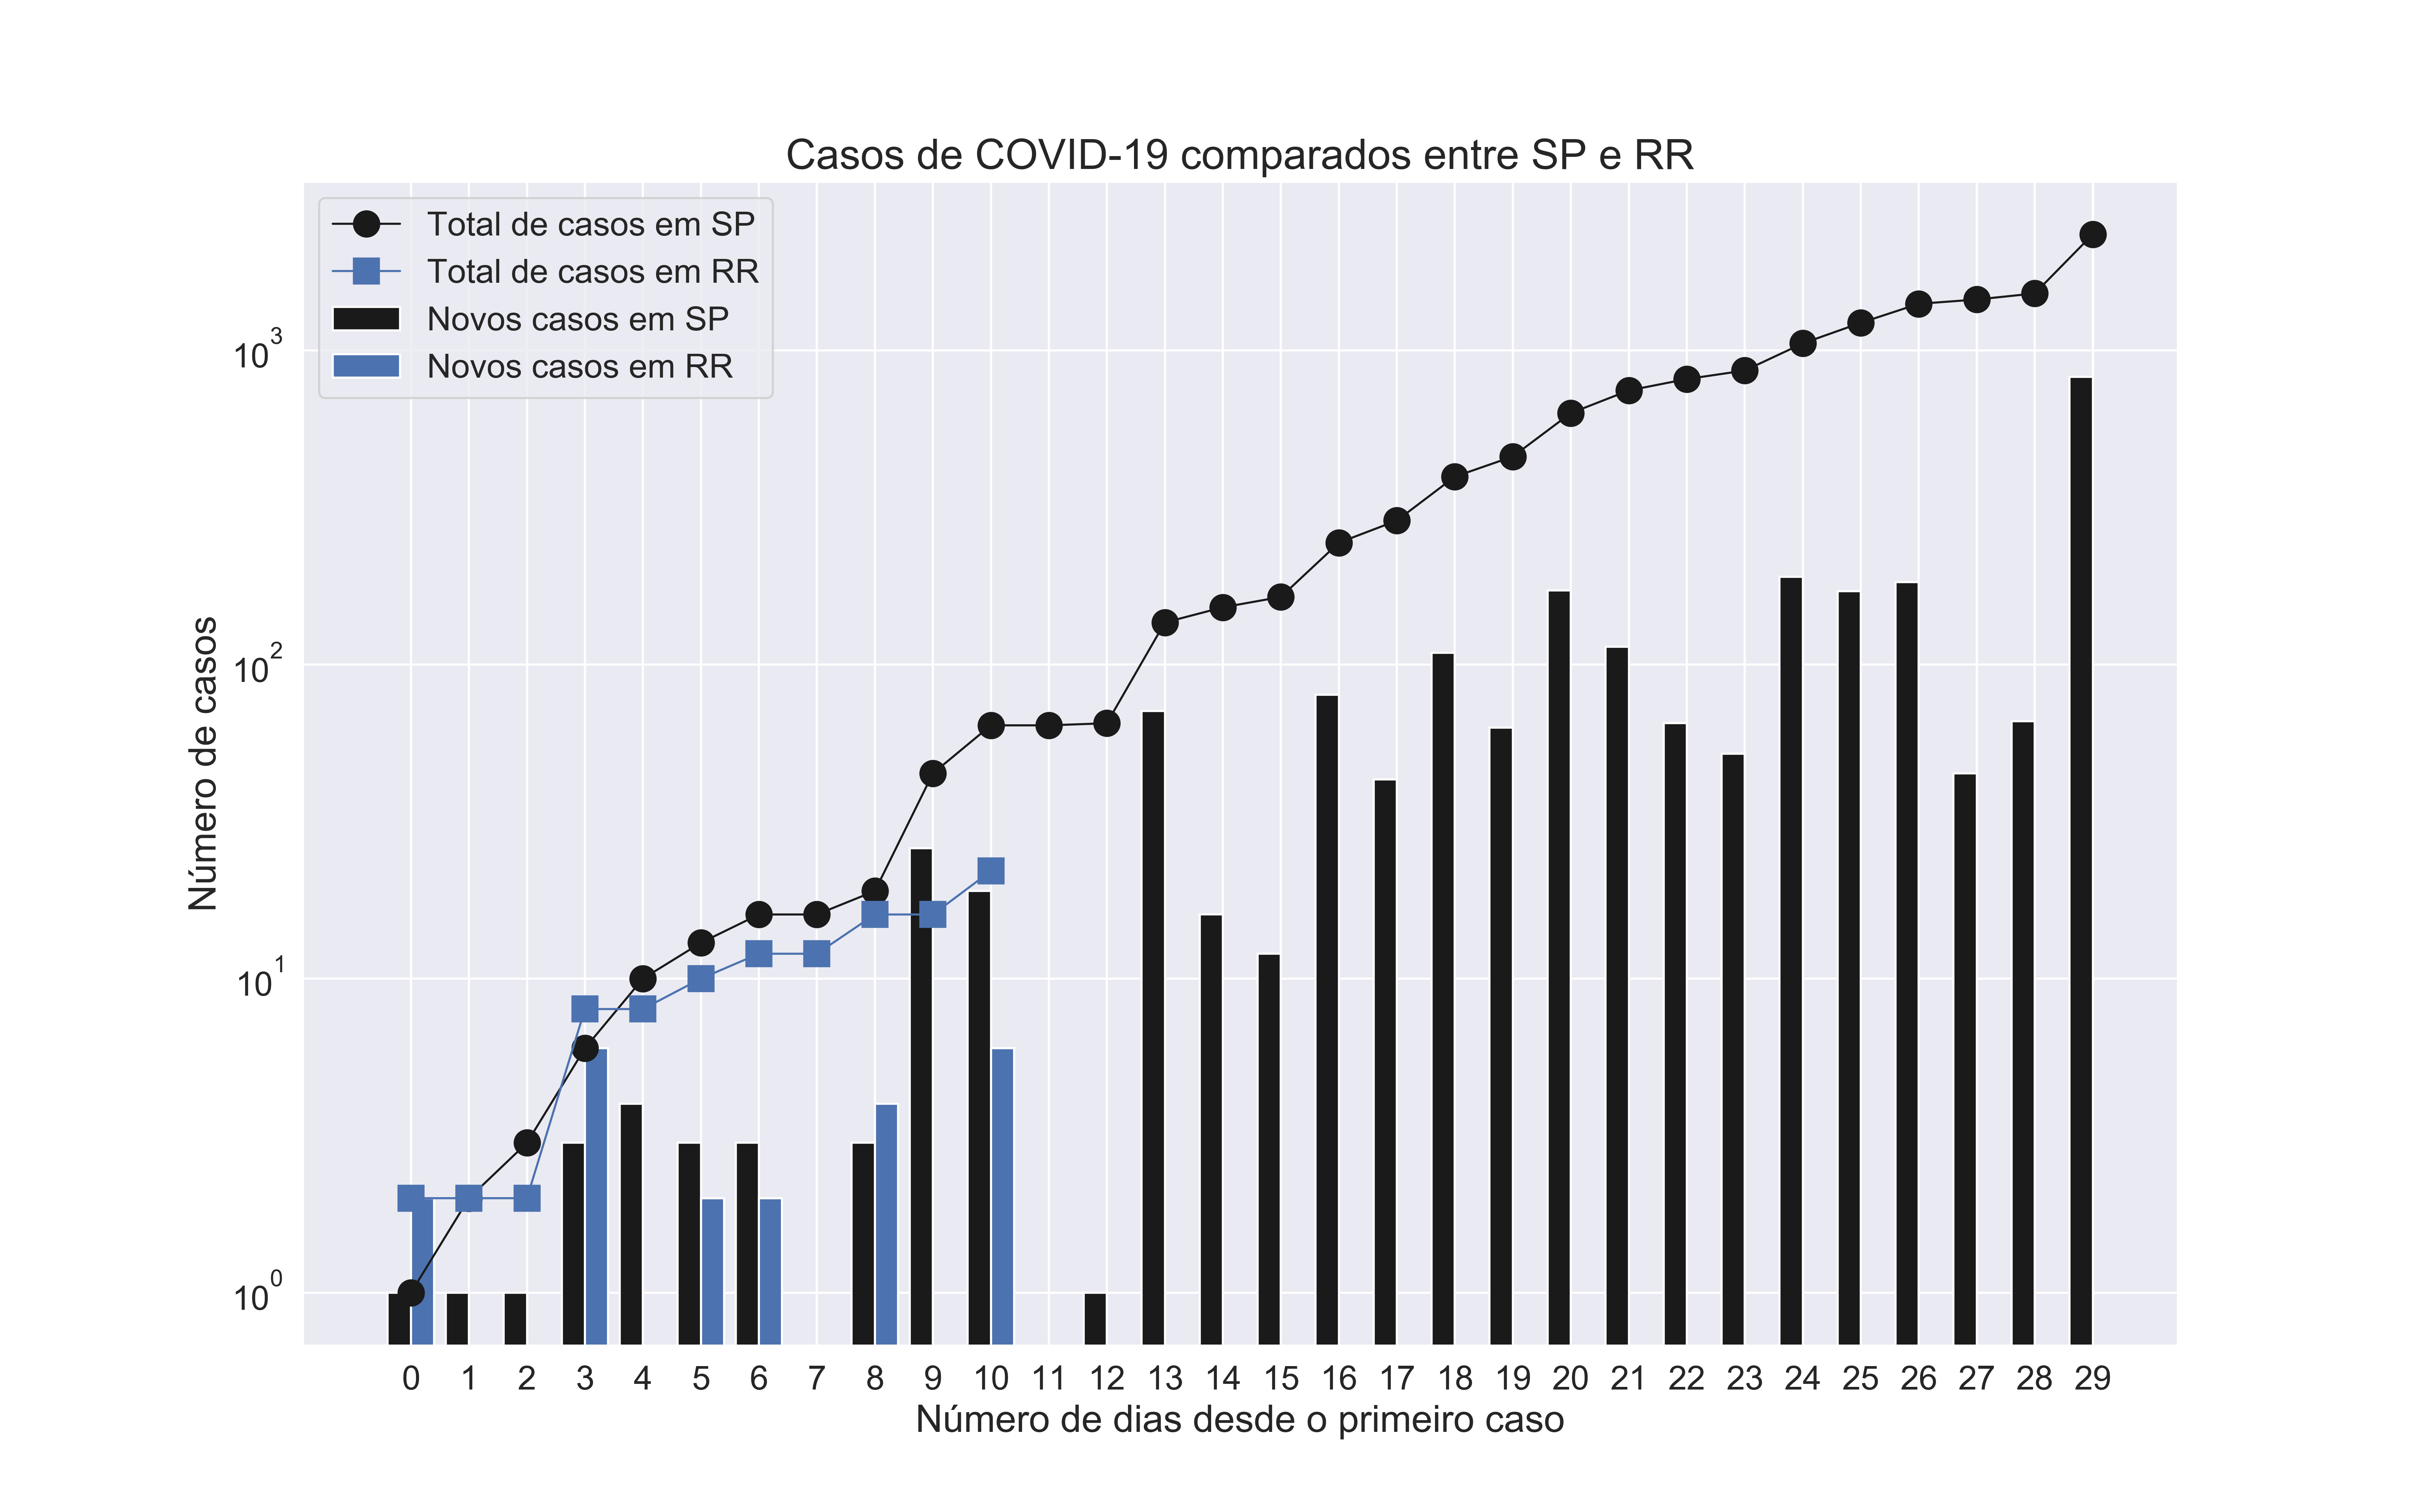 Casos de COVID-19 comparados entre SP e RR
Total de casos em SP
Total de casos em RR
Novos casos em SP
Novos casos em RR
Número de casos
10³
10²
10¹
10⁰
0 1 2 3 4 5 6 7 8 9 10 11 12 13 14 15 16 17 18 19 20 21 22 23 24 25 26 27 28 29
Número de dias desde o primeiro caso